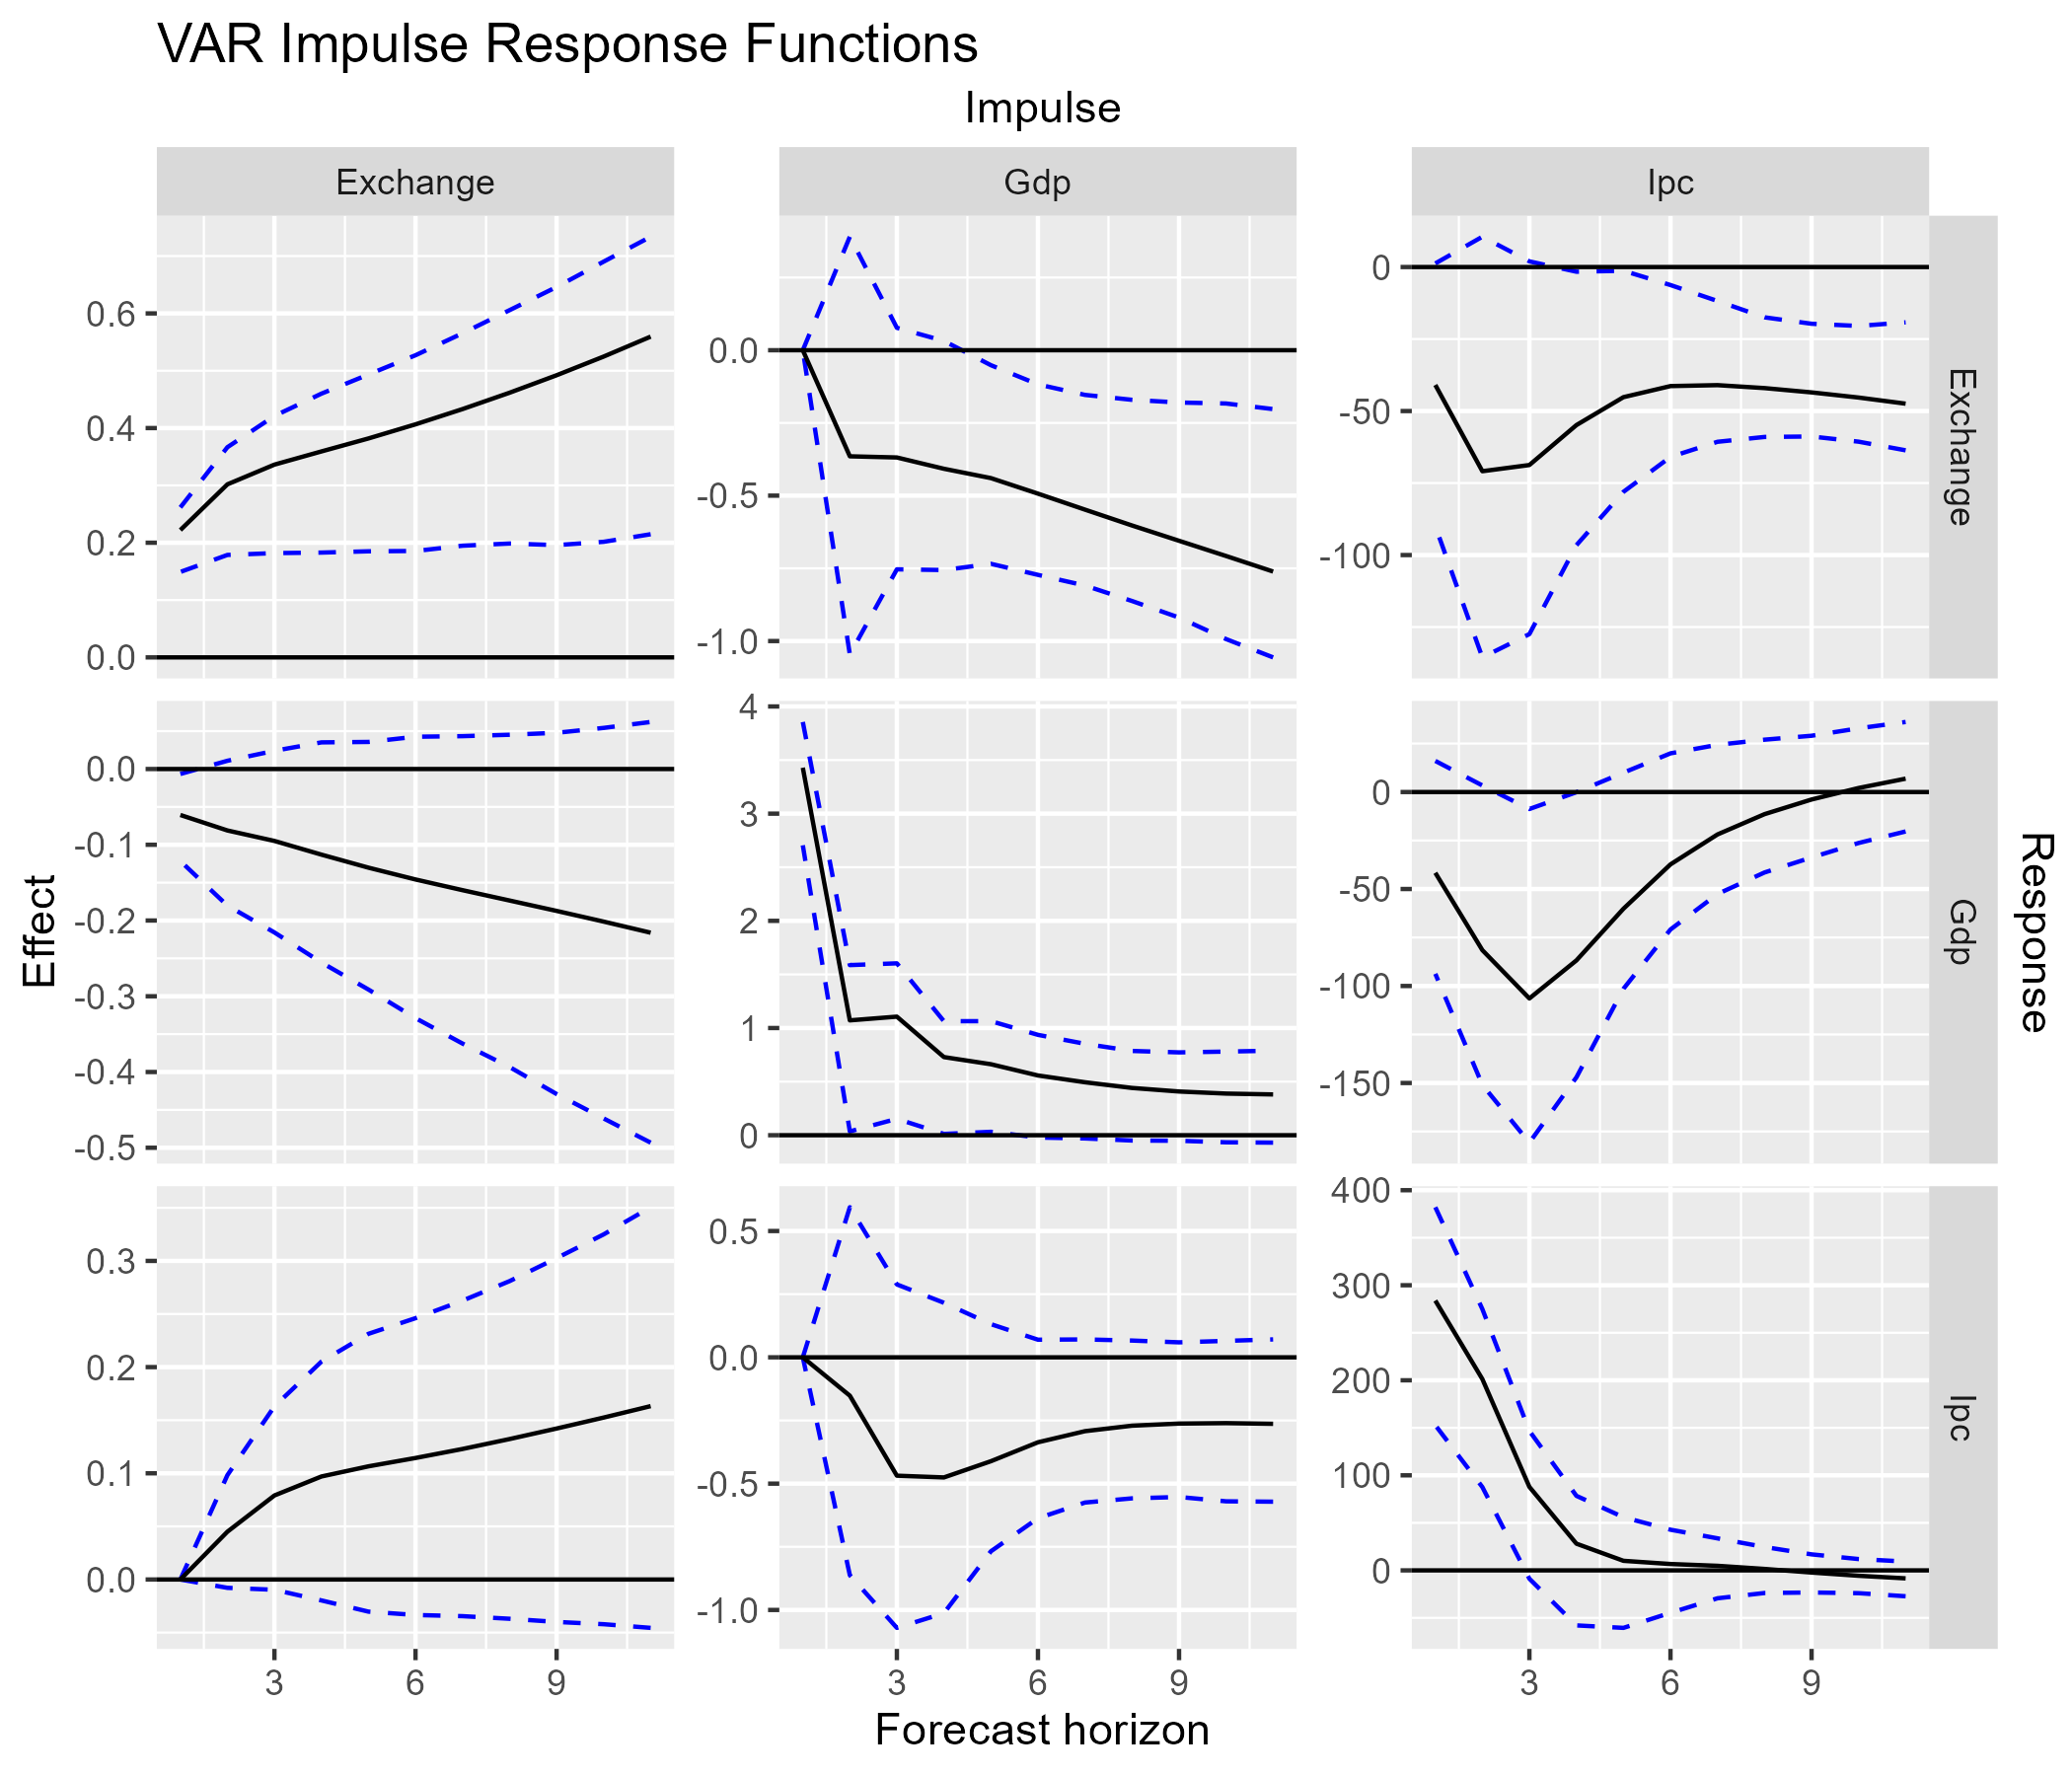 VAR Impulse Response Functions
Impulse
Exchange
Gdp
Ipc
0.6
0.4
0.2
0.0
0.0
-0.5
-1.0
0
-50
-100
Exchange
0.0
-0.1
-0.2
-0.3
-0.4
-0.5
4
3
2
1
0
0
-50
-100
-150
Gdp
Effect
Response
0.3
0.2
0.1
0.0
0.5
0.0
-0.5
-1.0
400
300
200
100
0
Ipc
3 6 9
3 6 9
3 6 9
Forecast horizon